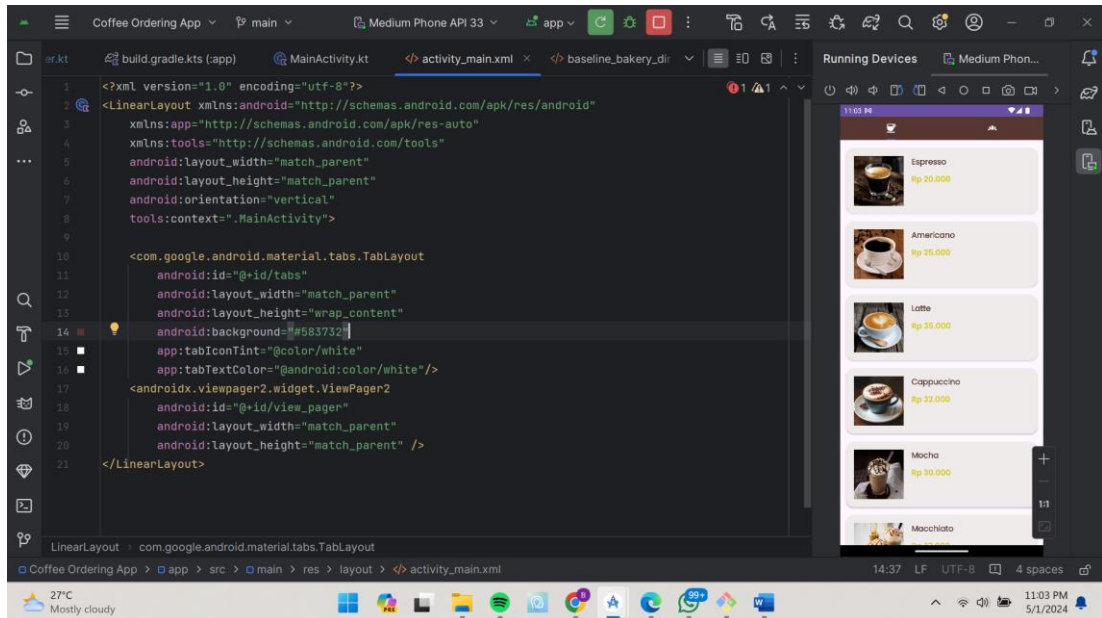 Coffee Ordering App
main
Medium Phone API 33
app
er.kt
build.gradle.kts (:app)
MainActivity.kt
activity_main.xml
baseline_bakery_dir
Running Devices
Medium Phon...
1 <?xml version="1.0" encoding="utf-8"?>
1 1
2 <LinearLayout xmlns:android="http://schemas.android.com/apk/res/android"
3 xmlns:app="http://schemas.android.com/apk/res-auto"
4 xmlns:tools="http://schemas.android.com/tools"
5 android:layout_width="match_parent"
6 android:layout_height="match_parent"
7 android:orientation="vertical"
8 tools:context=".MainActivity">
9
10 <com.google.android.material.tabs.TabLayout
11 android:id="@+id/tabs"
12 android:layout_width="match_parent"
13 android:layout_height="wrap_content"
14 android:background="#583732"
15 app:tabIconTint="@color/white"
16 app:tabTextColor="@android:color/white"/>
17 <androidx.viewpager2.widget.ViewPager2
18 android:id="@+id/view_pager"
19 android:layout_width="match_parent"
20 android:layout_height="match_parent" />
21 </LinearLayout>
11:03
Espresso
Rp 20.000
Americano
Rp 25.000
Latte
Rp 35.000
Cappuccino
Rp 32.000
Mocha
Rp 30.000
Macchiato
1:1
LinearLayout > com.google.android.material.tabs.TabLayout
Coffee Ordering App > app > src > main > res > layout > activity_main.xml
14:37 LF UTF-8 4 spaces
27°C
Mostly cloudy
99+
11:03 PM
5/1/2024